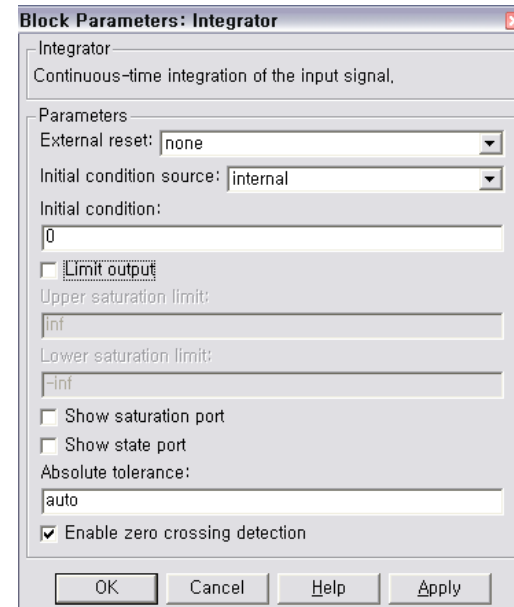 Block Parameters: Integrator
Integrator
Continuous-time integration of the input signal,
Parameters
External reset: none
Initial condition source: internal
Initial condition:
0
Limit output
Upper saturation limit:
inf
Lower saturation limit:
-inf
Show saturation port
Show state port
Absolute tolerance:
auto
Enable zero crossing detection
OK Cancel Help Apply